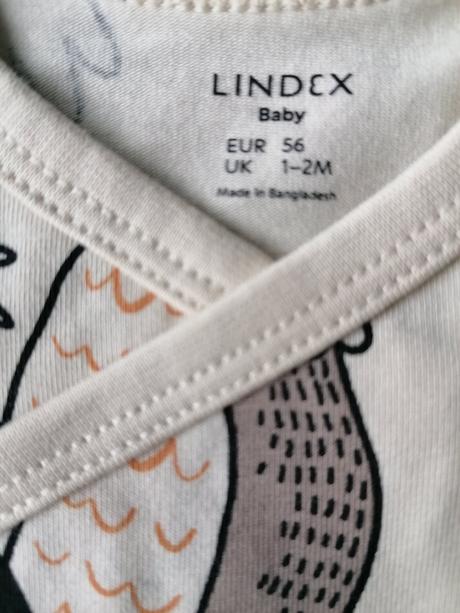 LINDEX
Baby
EUR 56
UK 1–2M
Made in Bangladesh